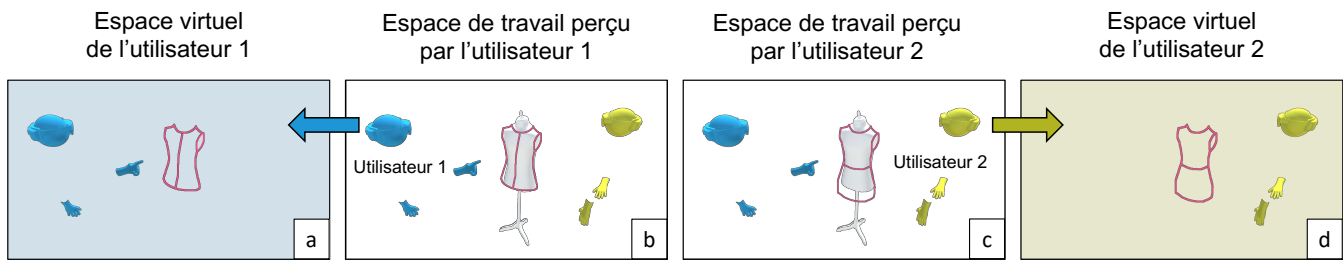 Espace virtuel
de l’utilisateur 1
Espace de travail perçu
par l’utilisateur 1
Espace de travail perçu
par l’utilisateur 2
Espace virtuel
de l’utilisateur 2
Utilisateur 1
Utilisateur 2
a
b
c
d